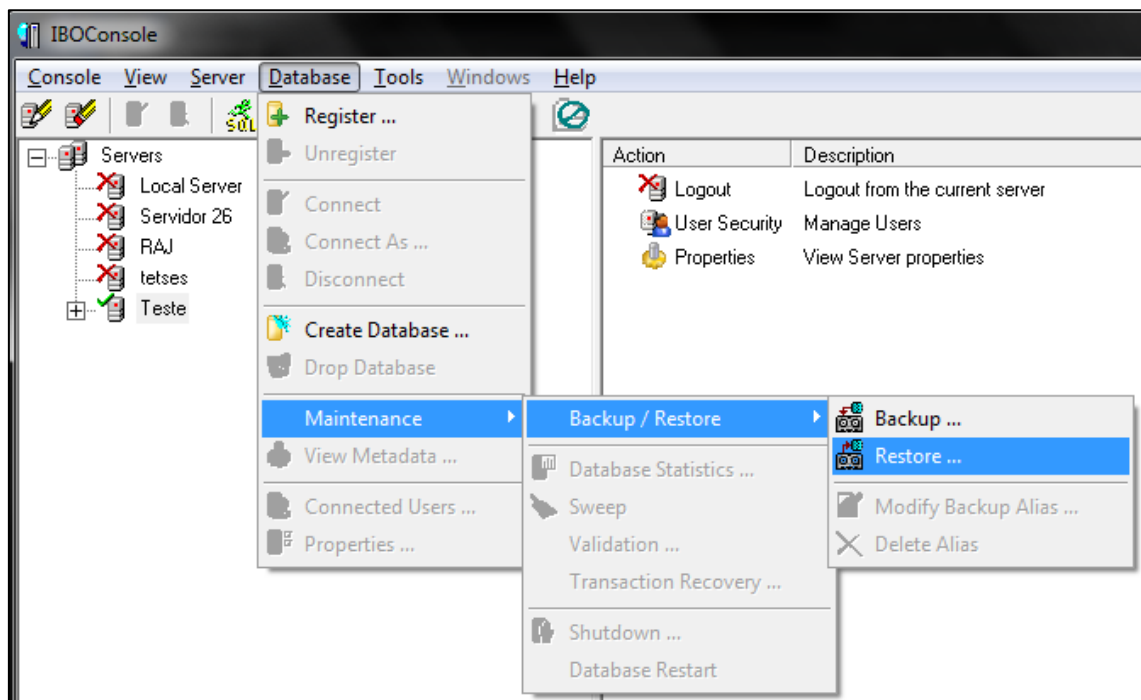 IBOConsole
Console View Server Database Tools Windows Help
SQL
Servers
Local Server
Servidor 26
RAJ
tetses
Teste
Register ...
Unregister
Connect
Connect As ...
Disconnect
Create Database ...
Drop Database
Maintenance
View Metadata ...
Connected Users ...
Properties ...
Backup / Restore
Database Statistics ...
Sweep
Validation ...
Transaction Recovery ...
Shutdown ...
Database Restart
Backup ...
Restore ...
Modify Backup Alias ...
Delete Alias
Action Description
Logout Logout from the current server
User Security Manage Users
Properties View Server properties